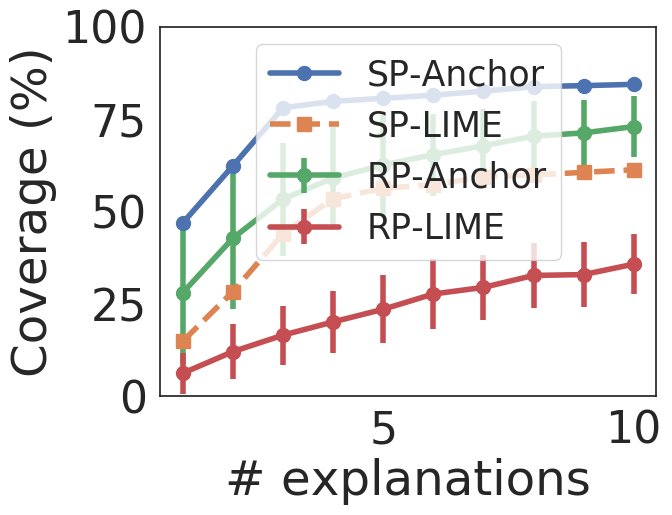 100
75
50
25
0
Coverage (%)
SP-Anchor
SP-LIME
RP-Anchor
RP-LIME
5
10
# explanations